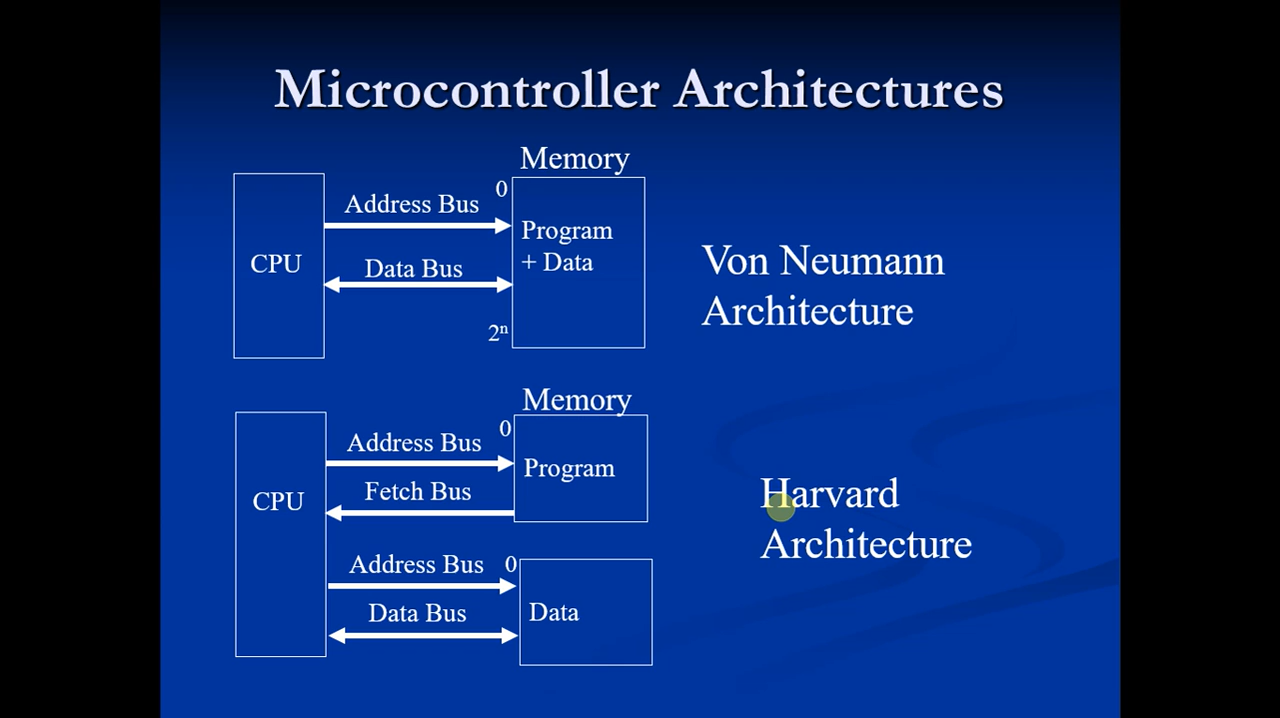 Microcontroller Architectures
Memory
0
Address Bus
Program
+ Data
CPU
Data Bus
2ⁿ
Von Neumann
Architecture
Memory
0
Address Bus
Program
Fetch Bus
CPU
Address Bus
0
Data Bus
Data
Harvard
Architecture